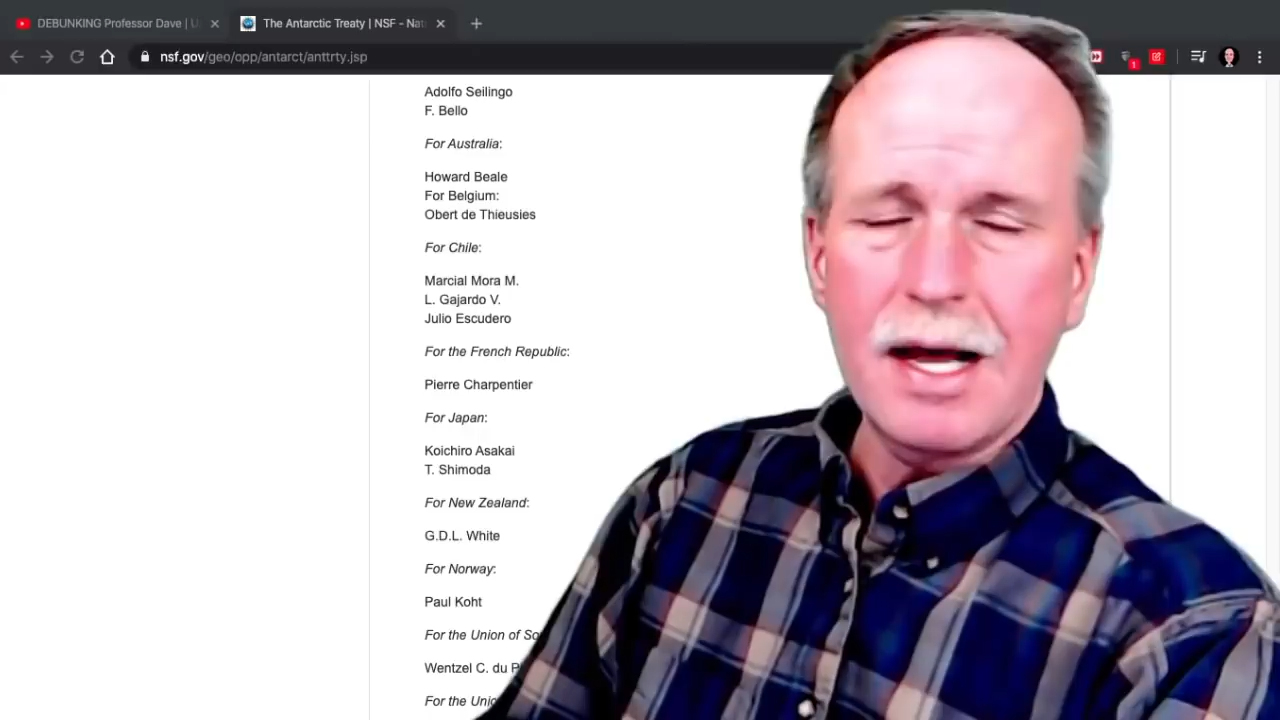 DEBUNKING Professor Dave | U
The Antarctic Treaty | NSF - Nat
nsf.gov/geo/opp/antarct/anttrty.jsp
1
Adolfo Seilingo
F. Bello
For Australia:
Howard Beale
For Belgium:
Obert de Thieusies
For Chile:
Marcial Mora M.
L. Gajardo V.
Julio Escudero
For the French Republic:
Pierre Charpentier
For Japan:
Koichiro Asakai
T. Shimoda
For New Zealand:
G.D.L. White
For Norway:
Paul Koht
For the Union of So
Wentzel C. du P
For the Unio